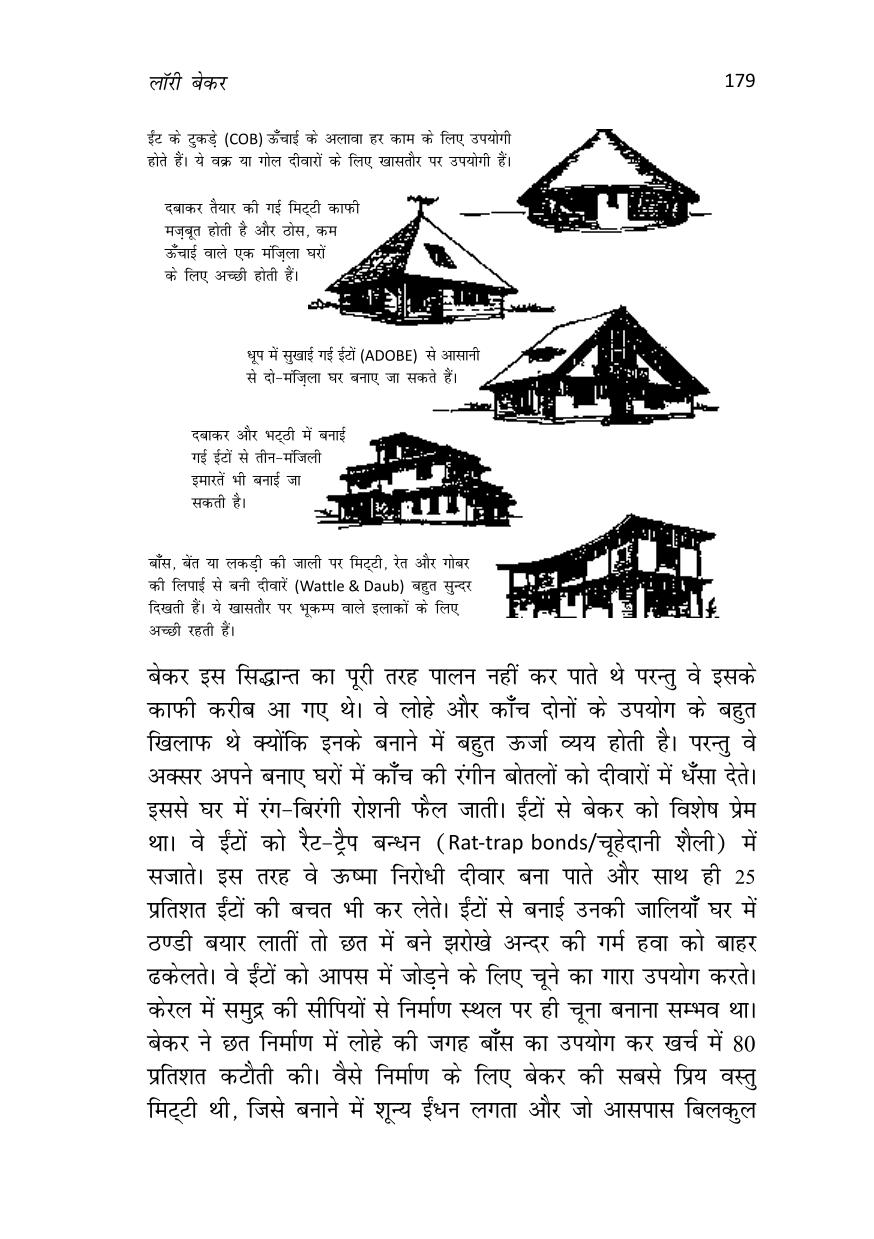 लॉरी बेकर 179
ईंट के टुकड़े (COB) ऊँचाई के अलावा हर काम के लिए उपयोगी
होते हैं। ये वक्र या गोल दीवारों के लिए खासतौर पर उपयोगी हैं।
दबाकर तैयार की गई मिट्टी काफी
मज़बूत होती है और ठोस, कम
ऊँचाई वाले एक मंज़िला घरों
के लिए अच्छी होती हैं।
धूप में सुखाई गई ईंटों (ADOBE) से आसानी
से दो-मंज़िला घर बनाए जा सकते हैं।
दबाकर और भट्ठी में बनाई
गई ईंटों से तीन-मंजिली
इमारतें भी बनाई जा
सकती है।
बाँस, बेंत या लकड़ी की जाली पर मिट्टी, रेत और गोबर
की लिपाई से बनी दीवारें (Wattle & Daub) बहुत सुन्दर
दिखती हैं। ये खासतौर पर भूकम्प वाले इलाकों के लिए
अच्छी रहती हैं।
बेकर इस सिद्धान्त का पूरी तरह पालन नहीं कर पाते थे परन्तु वे इसके
काफी करीब आ गए थे। वे लोहे और काँच दोनों के उपयोग के बहुत
खिलाफ थे क्योंकि इनके बनाने में बहुत ऊर्जा व्यय होती है। परन्तु वे
अक्सर अपने बनाए घरों में काँच की रंगीन बोतलों को दीवारों में धँसा देते।
इससे घर में रंग-बिरंगी रोशनी फैल जाती। ईंटों से बेकर को विशेष प्रेम
था। वे ईंटों को रैट-ट्रैप बन्धन (Rat-trap bonds/चूहेदानी शैली) में
सजाते। इस तरह वे ऊष्मा निरोधी दीवार बना पाते और साथ ही 25
प्रतिशत ईंटों की बचत भी कर लेते। ईंटों से बनाई उनकी जालियाँ घर में
ठण्डी बयार लातीं तो छत में बने झरोखे अन्दर की गर्म हवा को बाहर
ढकेलते। वे ईंटों को आपस में जोड़ने के लिए चूने का गारा उपयोग करते।
केरल में समुद्र की सीपियों से निर्माण स्थल पर ही चूना बनाना सम्भव था।
बेकर ने छत निर्माण में लोहे की जगह बाँस का उपयोग कर खर्च में 80
प्रतिशत कटौती की। वैसे निर्माण के लिए बेकर की सबसे प्रिय वस्तु
मिट्टी थी, जिसे बनाने में शून्य ईंधन लगता और जो आसपास बिलकुल